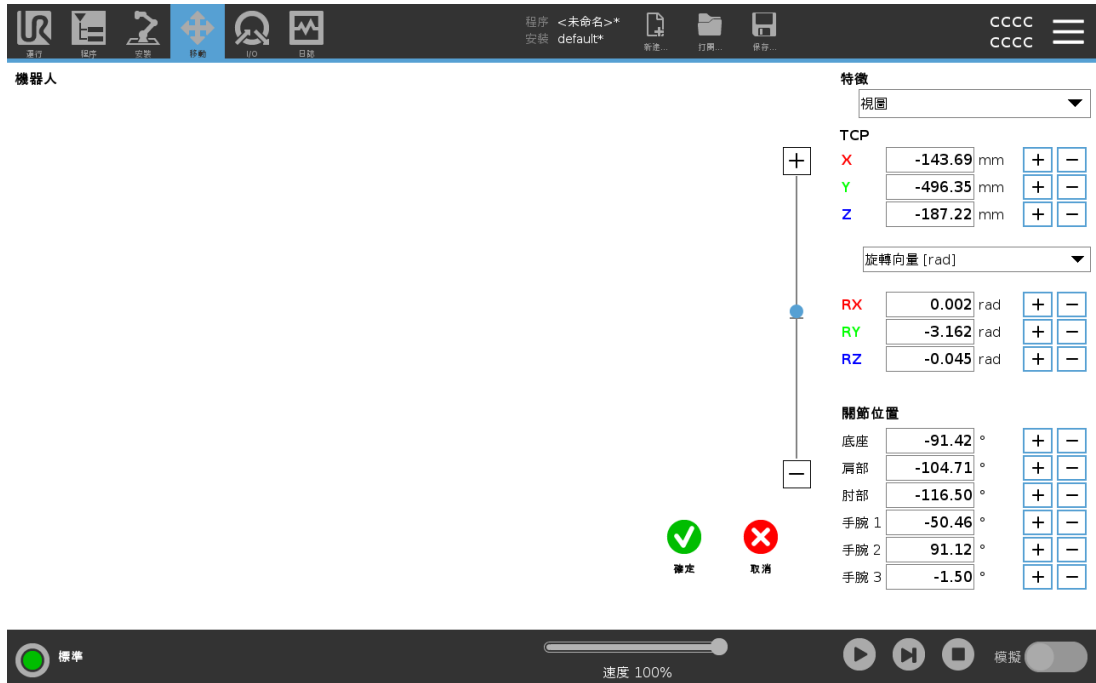 UR
運行
程序
安裝
移動
I/O
日誌
程序 <未命名>*
安裝 default*
新建...
打開...
保存...
CCCC
CCCC
機器人
特徵
視圖
TCP
X -143.69 mm + −
Y -496.35 mm + −
Z -187.22 mm + −
旋轉向量 [rad]
RX 0.002 rad + −
RY -3.162 rad + −
RZ -0.045 rad + −
關節位置
底座 -91.42 ° + −
肩部 -104.71 ° + −
肘部 -116.50 ° + −
手腕 1 -50.46 ° + −
手腕 2 91.12 ° + −
手腕 3 -1.50 ° + −
確定
取消
標準
速度 100%
模擬